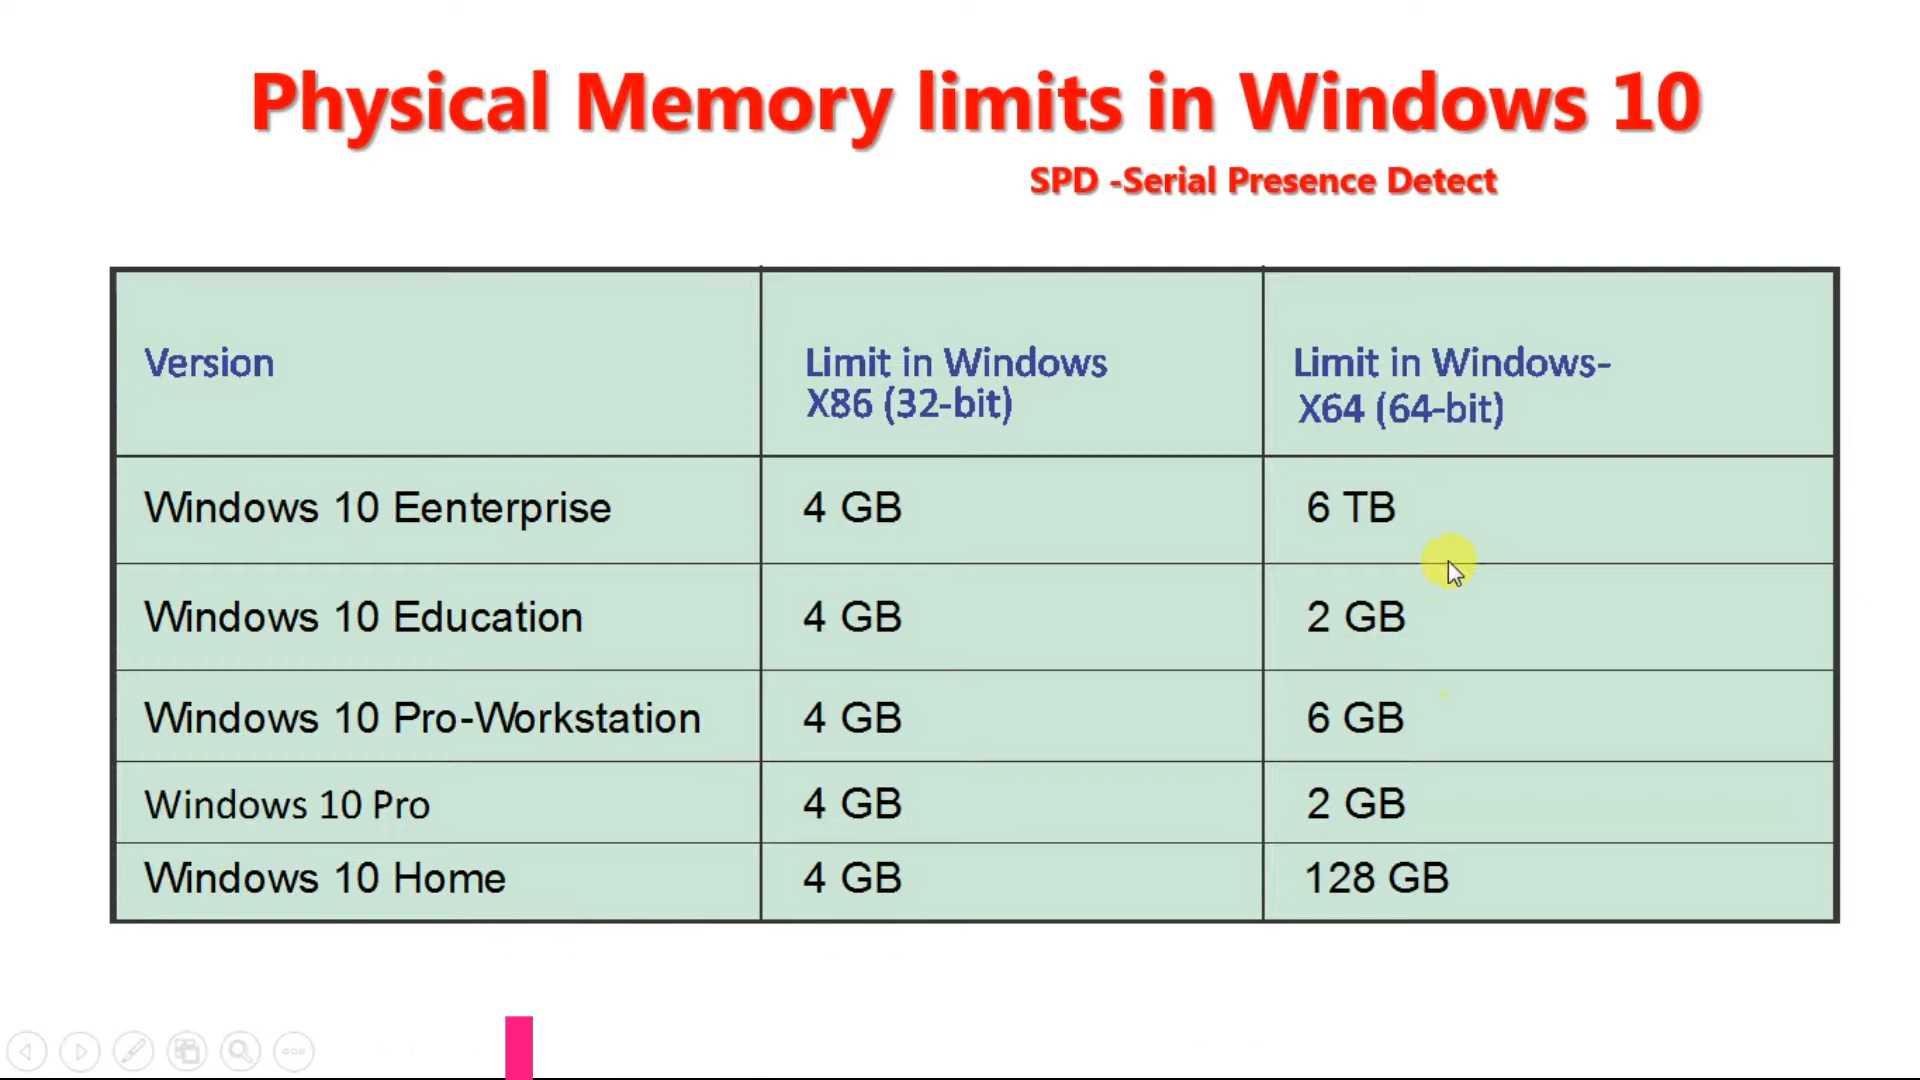 Physical Memory limits in Windows 10
SPD -Serial Presence Detect
Version
Limit in Windows
X86 (32-bit)
Limit in Windows-
X64 (64-bit)
Windows 10 Eenterprise
4 GB
6 TB
Windows 10 Education
4 GB
2 GB
Windows 10 Pro-Workstation
4 GB
6 GB
Windows 10 Pro
4 GB
2 GB
Windows 10 Home
4 GB
128 GB